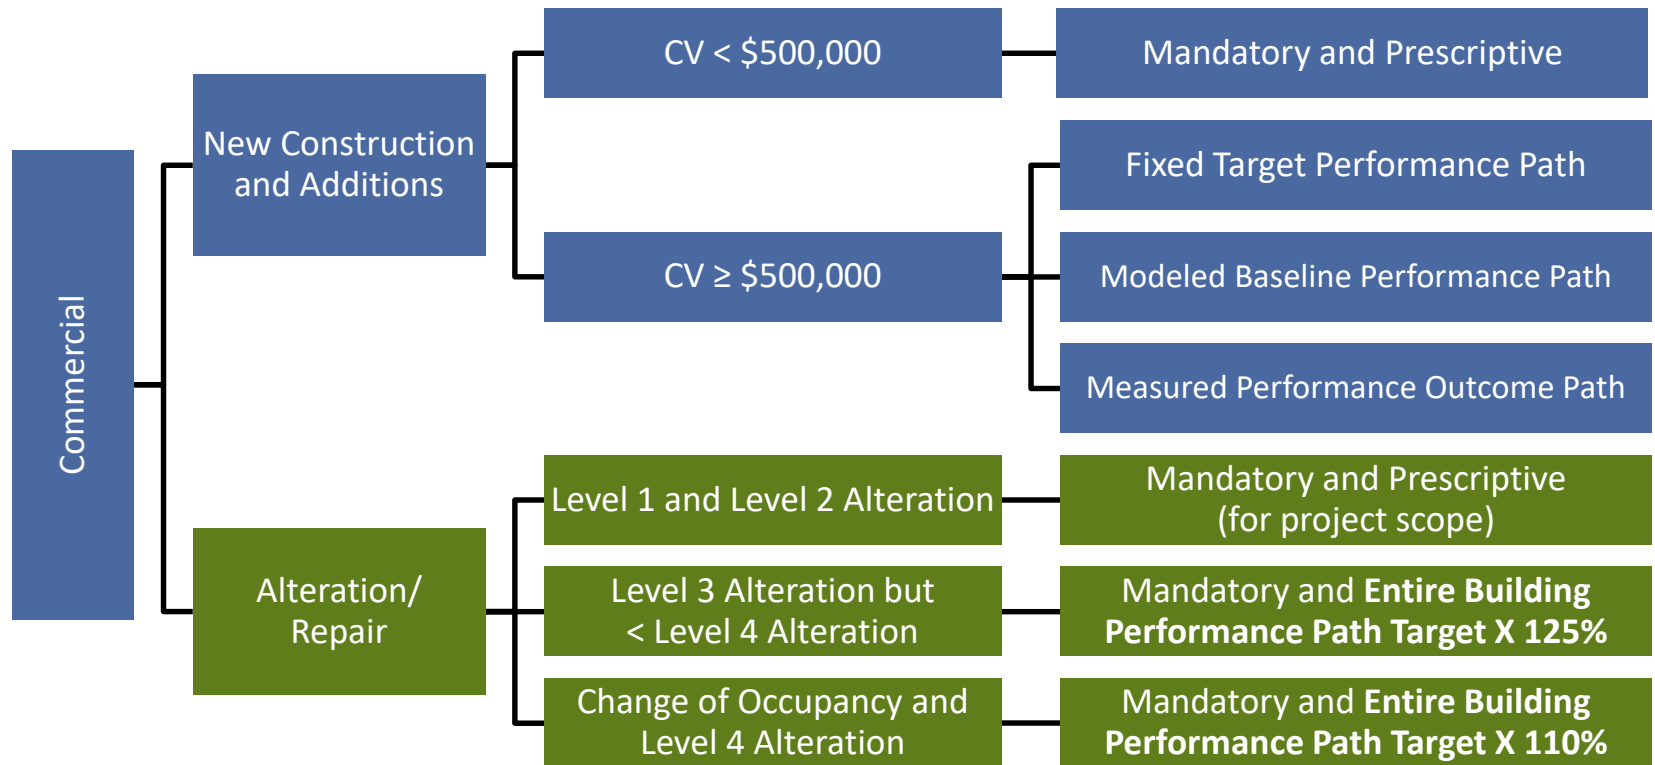 Commercial
New Construction
and Additions
CV < $500,000
Mandatory and Prescriptive
CV ≥ $500,000
Fixed Target Performance Path
Modeled Baseline Performance Path
Measured Performance Outcome Path
Alteration/
Repair
Level 1 and Level 2 Alteration
Mandatory and Prescriptive
(for project scope)
Level 3 Alteration but
< Level 4 Alteration
Mandatory and Entire Building
Performance Path Target X 125%
Change of Occupancy and
Level 4 Alteration
Mandatory and Entire Building
Performance Path Target X 110%